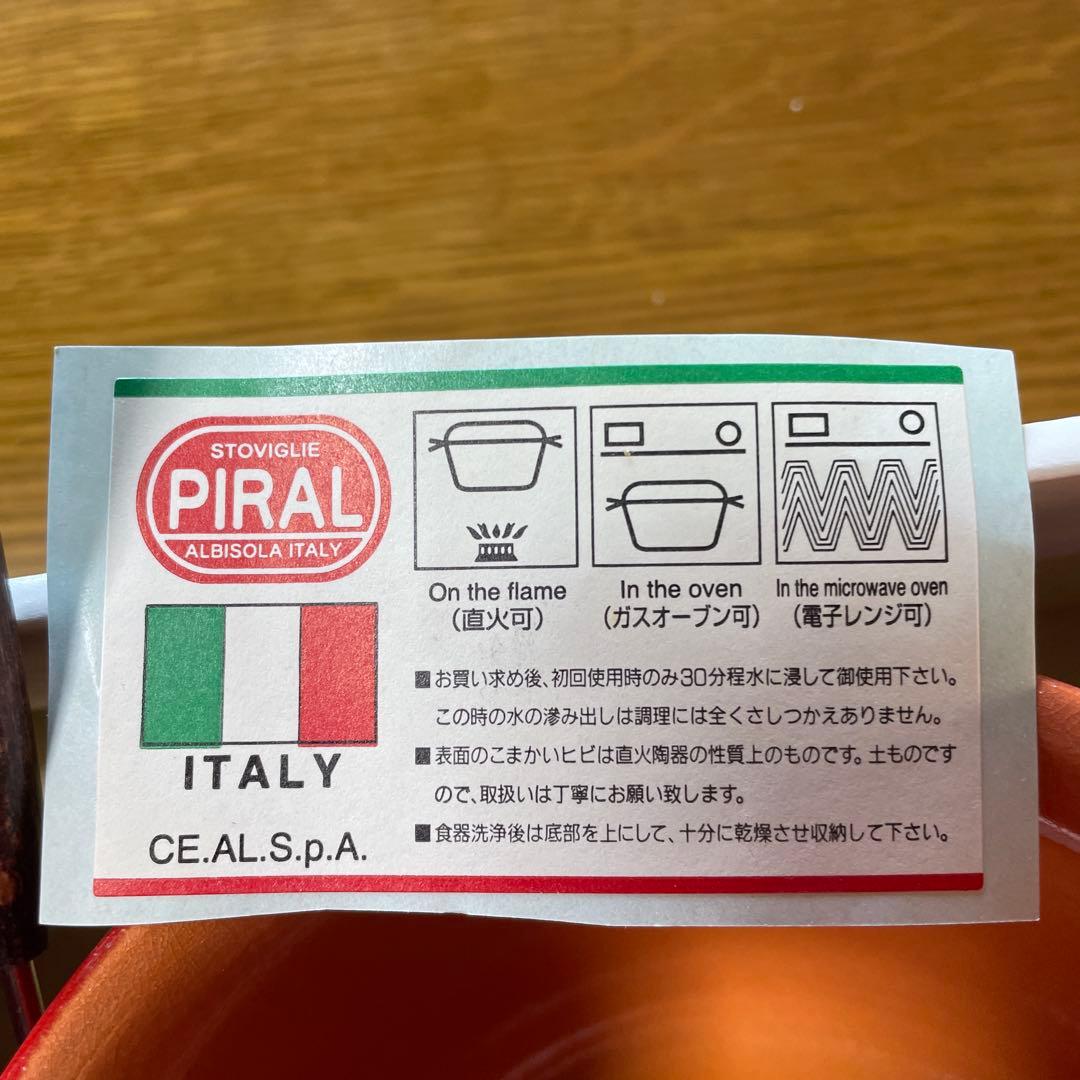 STOVIGLIE
PIRAL
ALBISOLA ITALY
ITALY
CE.AL.S.p.A.
On the flame
(直火可)
In the oven
(ガスオーブン可)
In the microwave oven
(電子レンジ可)
■お買い求め後、初回使用時のみ30分程水に浸して御使用下さい。
この時の水の滲み出しは調理には全くさしつかえありません。
■表面のこまかいヒビは直火陶器の性質上のものです。土ものです
ので、取扱いは丁寧にお願い致します。
■食器洗浄後は底部を上にして、十分に乾燥させ収納して下さい。